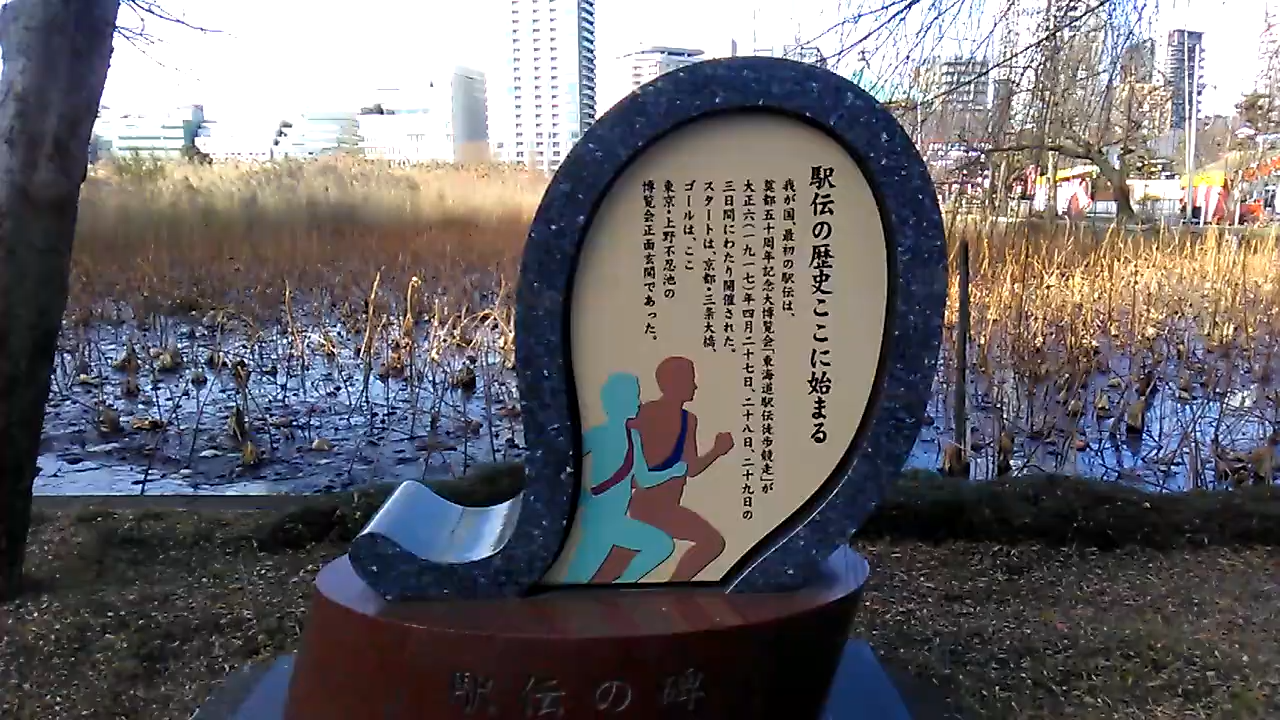 駅伝の歴史ここに始まる
我が国、最初の駅伝は、
奠都五十周年記念大博覧会「東海道駅伝徒歩競走」が
大正六(一九一七)年四月二十七日、二十八日、二十九日の
三日間にわたり開催された。
スタートは、京都・三条大橋、
ゴールは、ここ
東京・上野不忍池の
博覧会正面玄関であった。
駅伝の碑